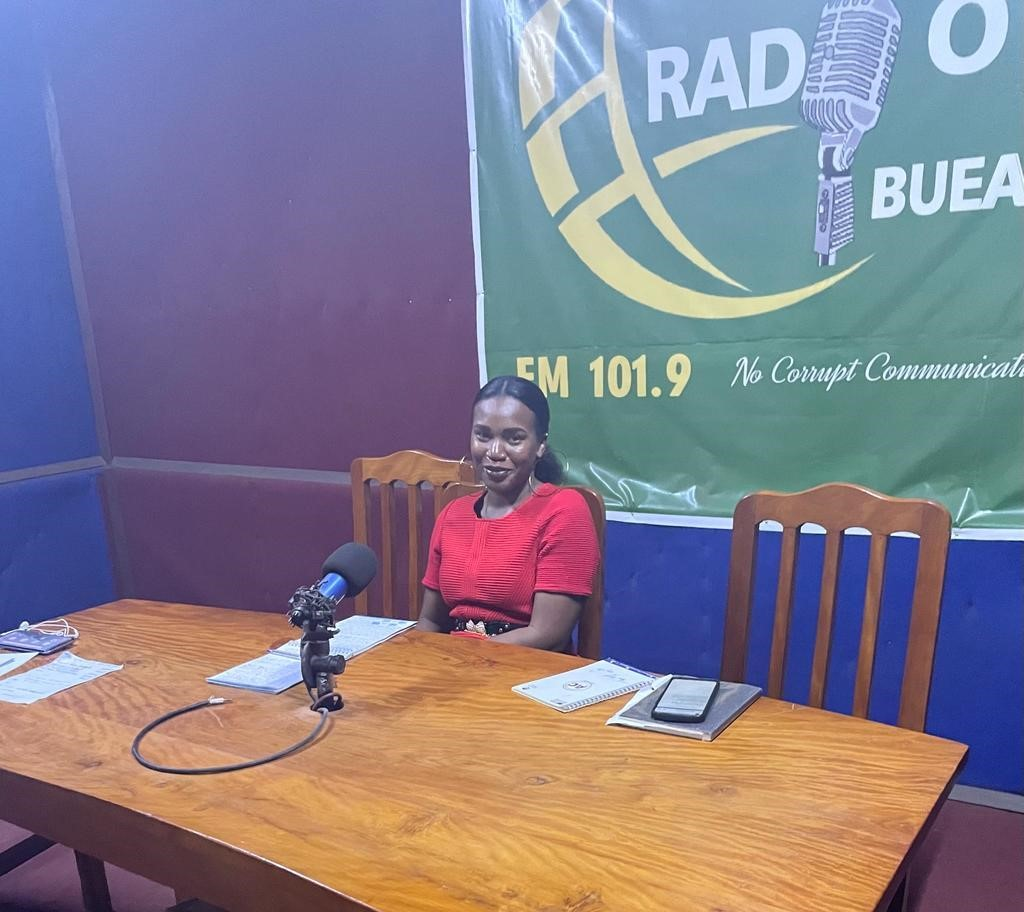 RAD O
BUEA
FM 101.9
No Corrupt Communicati